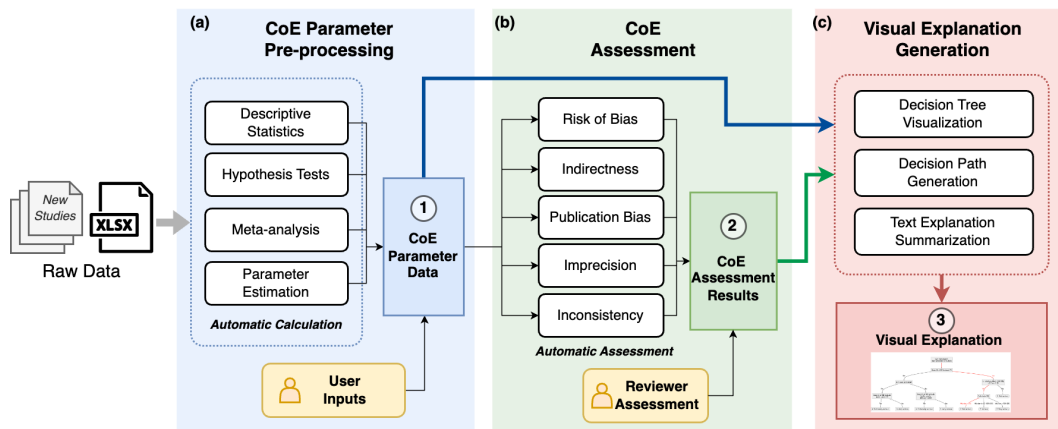 (a)
CoE Parameter
Pre-processing
(b)
CoE
Assessment
(c)
Visual Explanation
Generation
New
Studies
XLSX
Raw Data
Descriptive
Statistics
Hypothesis Tests
Meta-analysis
Parameter
Estimation
Automatic Calculation
1
CoE
Parameter
Data
User
Inputs
Risk of Bias
Indirectness
Publication Bias
Imprecision
Inconsistency
Automatic Assessment
2
CoE
Assessment
Results
Reviewer
Assessment
Decision Tree
Visualization
Decision Path
Generation
Text Explanation
Summarization
3
Visual Explanation